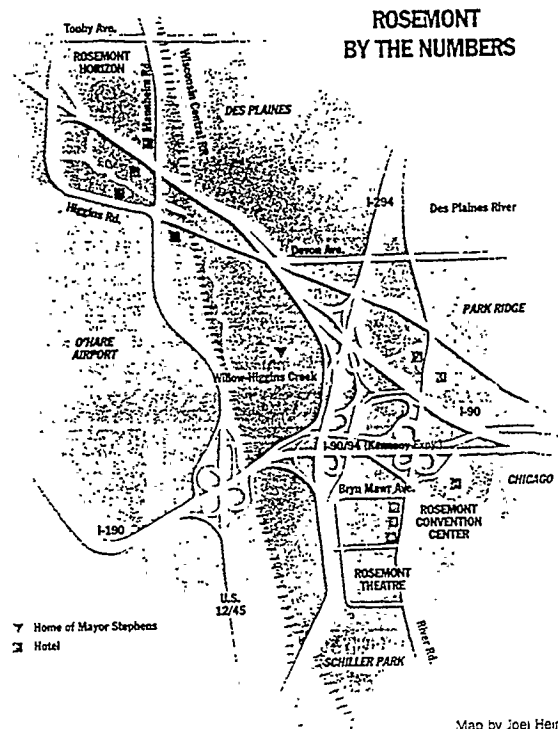 ROSEMONT
BY THE NUMBERS
Touhy Ave.
ROSEMONT
HORIZON
Mannheim Rd.
Wisconsin Central RR
DES PLAINES
I-294
Des Plaines River
Higgins Rd.
Devon Ave.
PARK RIDGE
O'HARE
AIRPORT
Willow-Higgins Creek
I-90
I-90/94 (Kennedy Expy.)
CHICAGO
Bryn Mawr Ave.
I-190
ROSEMONT
CONVENTION
CENTER
ROSEMONT
THEATRE
U.S.
12/45
Home of Mayor Stephens
Hotel
River Rd.
SCHILLER PARK
Map by Joel